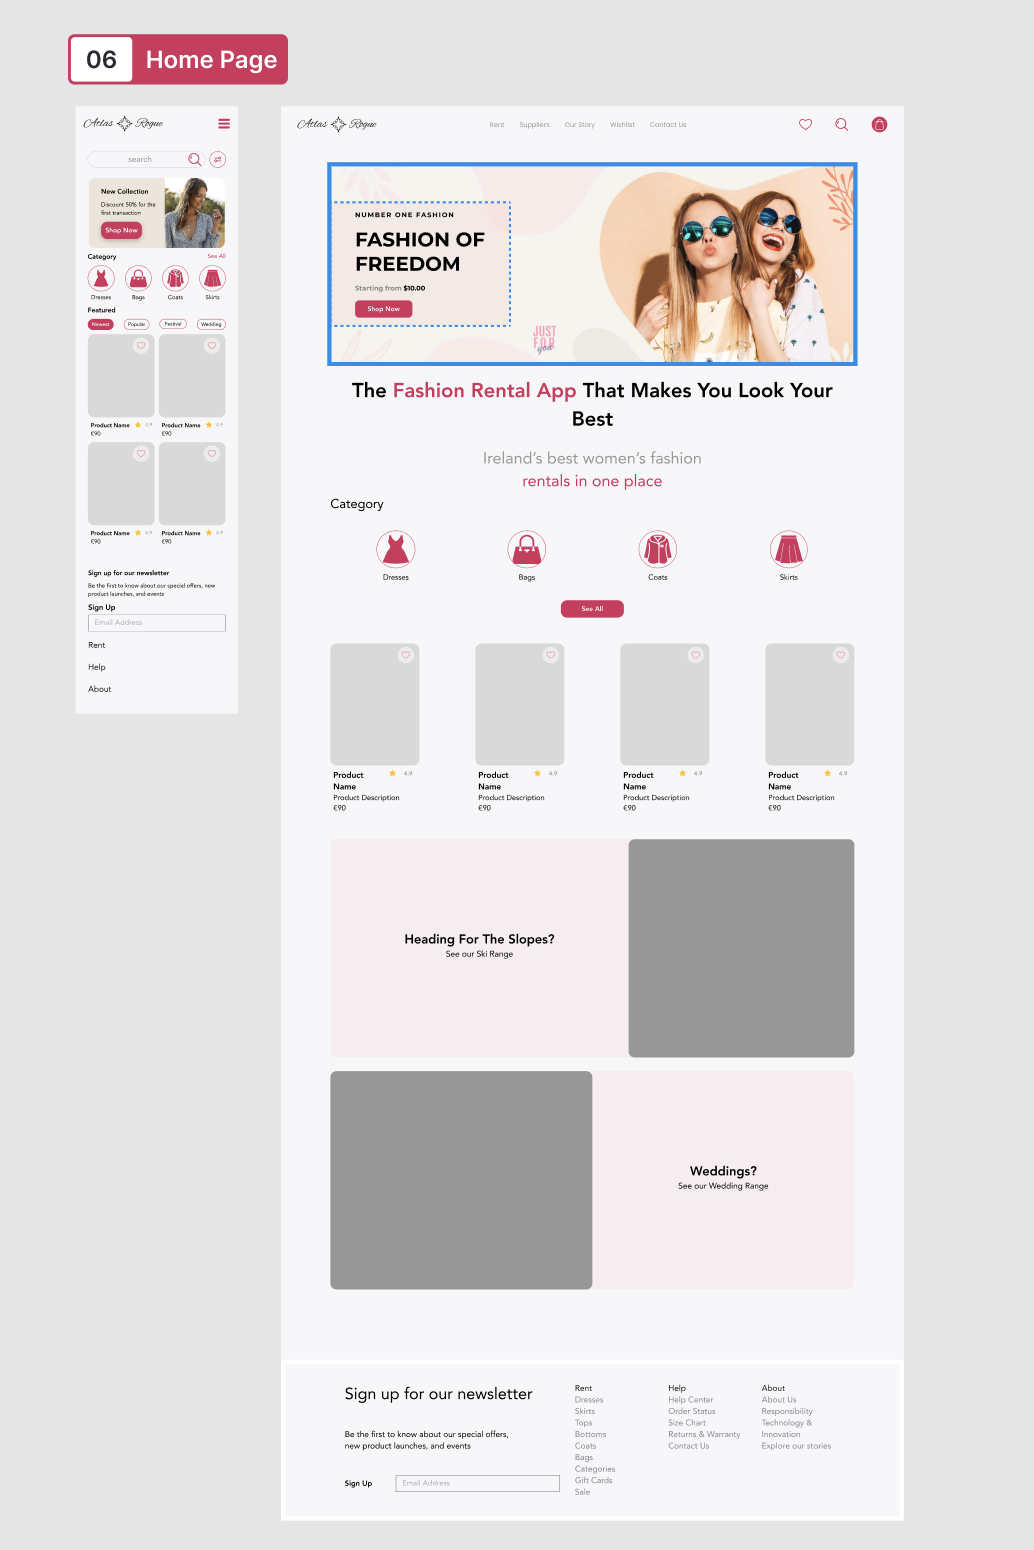 06 Home Page
Atlas Rogue
search
New Collection
Discount 50% for the
first transaction
Shop Now
Category See All
Dresses Bags Coats Skirts
Featured
Newest Popular Festival Wedding
Product Name 4.9 Product Name 4.9
€90 €90
Product Name 4.9 Product Name 4.9
€90 €90
Sign up for our newsletter
Be the first to know about our special offers, new
product launches, and events
Sign Up
Email Address
Rent
Help
About
Atlas Rogue Rent Suppliers Our Story Wishlist Contact Us
NUMBER ONE FASHION
FASHION OF
FREEDOM
Starting from $10.00
Shop Now
JUST
FOR
you
The Fashion Rental App That Makes You Look Your
Best
Ireland's best women's fashion
rentals in one place
Category
Dresses Bags Coats Skirts
See All
Product 4.9 Product 4.9 Product 4.9 Product 4.9
Name Name Name Name
Product Description Product Description Product Description Product Description
€90 €90 €90 €90
Heading For The Slopes?
See our Ski Range
Weddings?
See our Wedding Range
Sign up for our newsletter
Be the first to know about our special offers,
new product launches, and events
Sign Up Email Address
Rent
Dresses
Skirts
Tops
Bottoms
Coats
Bags
Categories
Gift Cards
Sale
Help
Help Center
Order Status
Size Chart
Returns & Warranty
Contact Us
About
About Us
Responsibility
Technology &
Innovation
Explore our stories